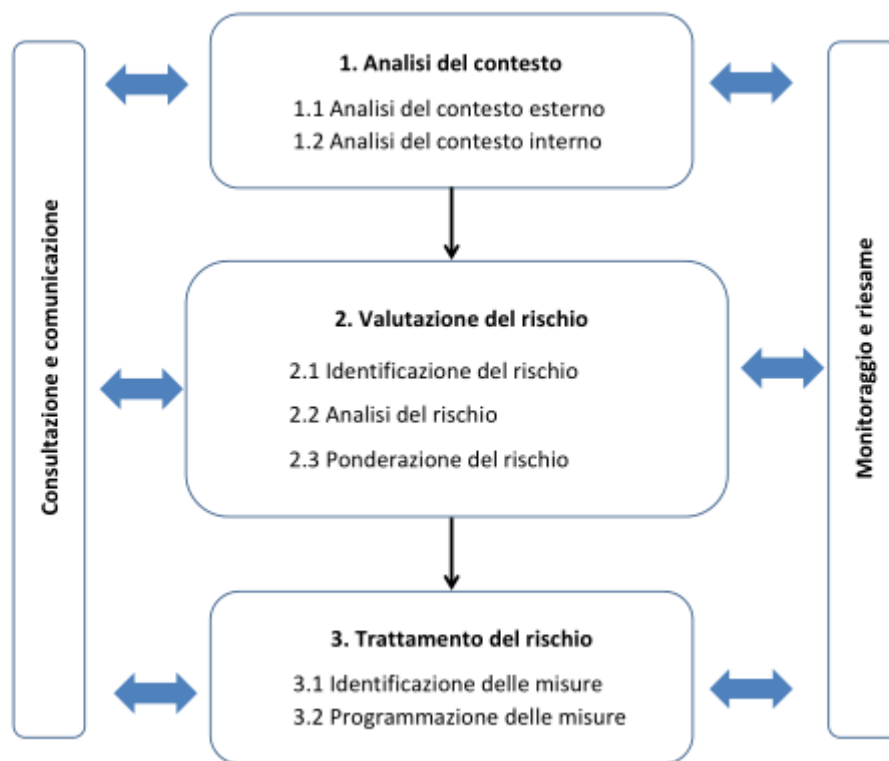 Consultazione e comunicazione
1. Analisi del contesto
1.1 Analisi del contesto esterno
1.2 Analisi del contesto interno
2. Valutazione del rischio
2.1 Identificazione del rischio
2.2 Analisi del rischio
2.3 Ponderazione del rischio
3. Trattamento del rischio
3.1 Identificazione delle misure
3.2 Programmazione delle misure
Monitoraggio e riesame